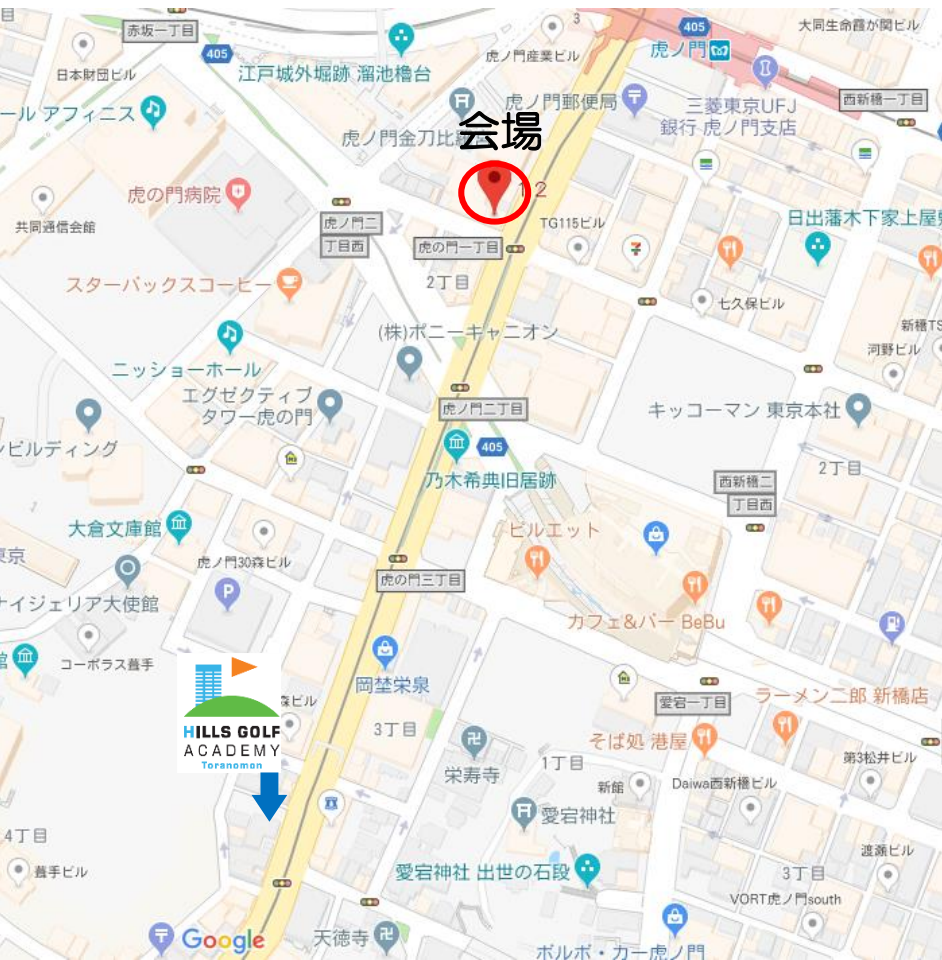 赤坂一丁目
405
日本財団ビル
江戸城外堀跡 溜池櫓台
虎ノ門産業ビル
3
405
虎ノ門
大同生命霞が関ビル
ール アフィニス
虎ノ門郵便局
三菱東京UFJ
銀行 虎ノ門支店
西新橋一丁目
虎ノ門金刀比
会場
虎の門病院
12
共同通信会館
虎ノ門二
丁目西
虎の門一丁目
TG115ビル
日出藩木下家上屋
スターバックスコーヒー
2丁目
七久保ビル
新橋TS
河野ビル
(株)ポニーキャニオン
ニッショーホール
エグゼクティブ
タワー虎の門
虎ノ門二丁目
キッコーマン 東京本社
ンビルディング
405
乃木希典旧居跡
西新橋二
丁目西
2丁目
大倉文庫館
ピルエット
虎ノ門30森ビル
京
虎の門三丁目
P
ナイジェリア大使館
カフェ&バー BeBu
館
コーポラス葺手
岡埜栄泉
愛宕一丁目
ラーメン二郎 新橋店
森ビル
HILLS GOLF
ACADEMY
Toranomon
3丁目
栄寿寺
1丁目
そば処 港屋
新館
Daiwa西新橋ビル
第3松井ビル
愛宕神社
4丁目
葺手ビル
愛宕神社 出世の石段
3丁目
渡瀬ビル
VORT虎ノ門south
Google
天徳寺
ボルボ・カー虎ノ門